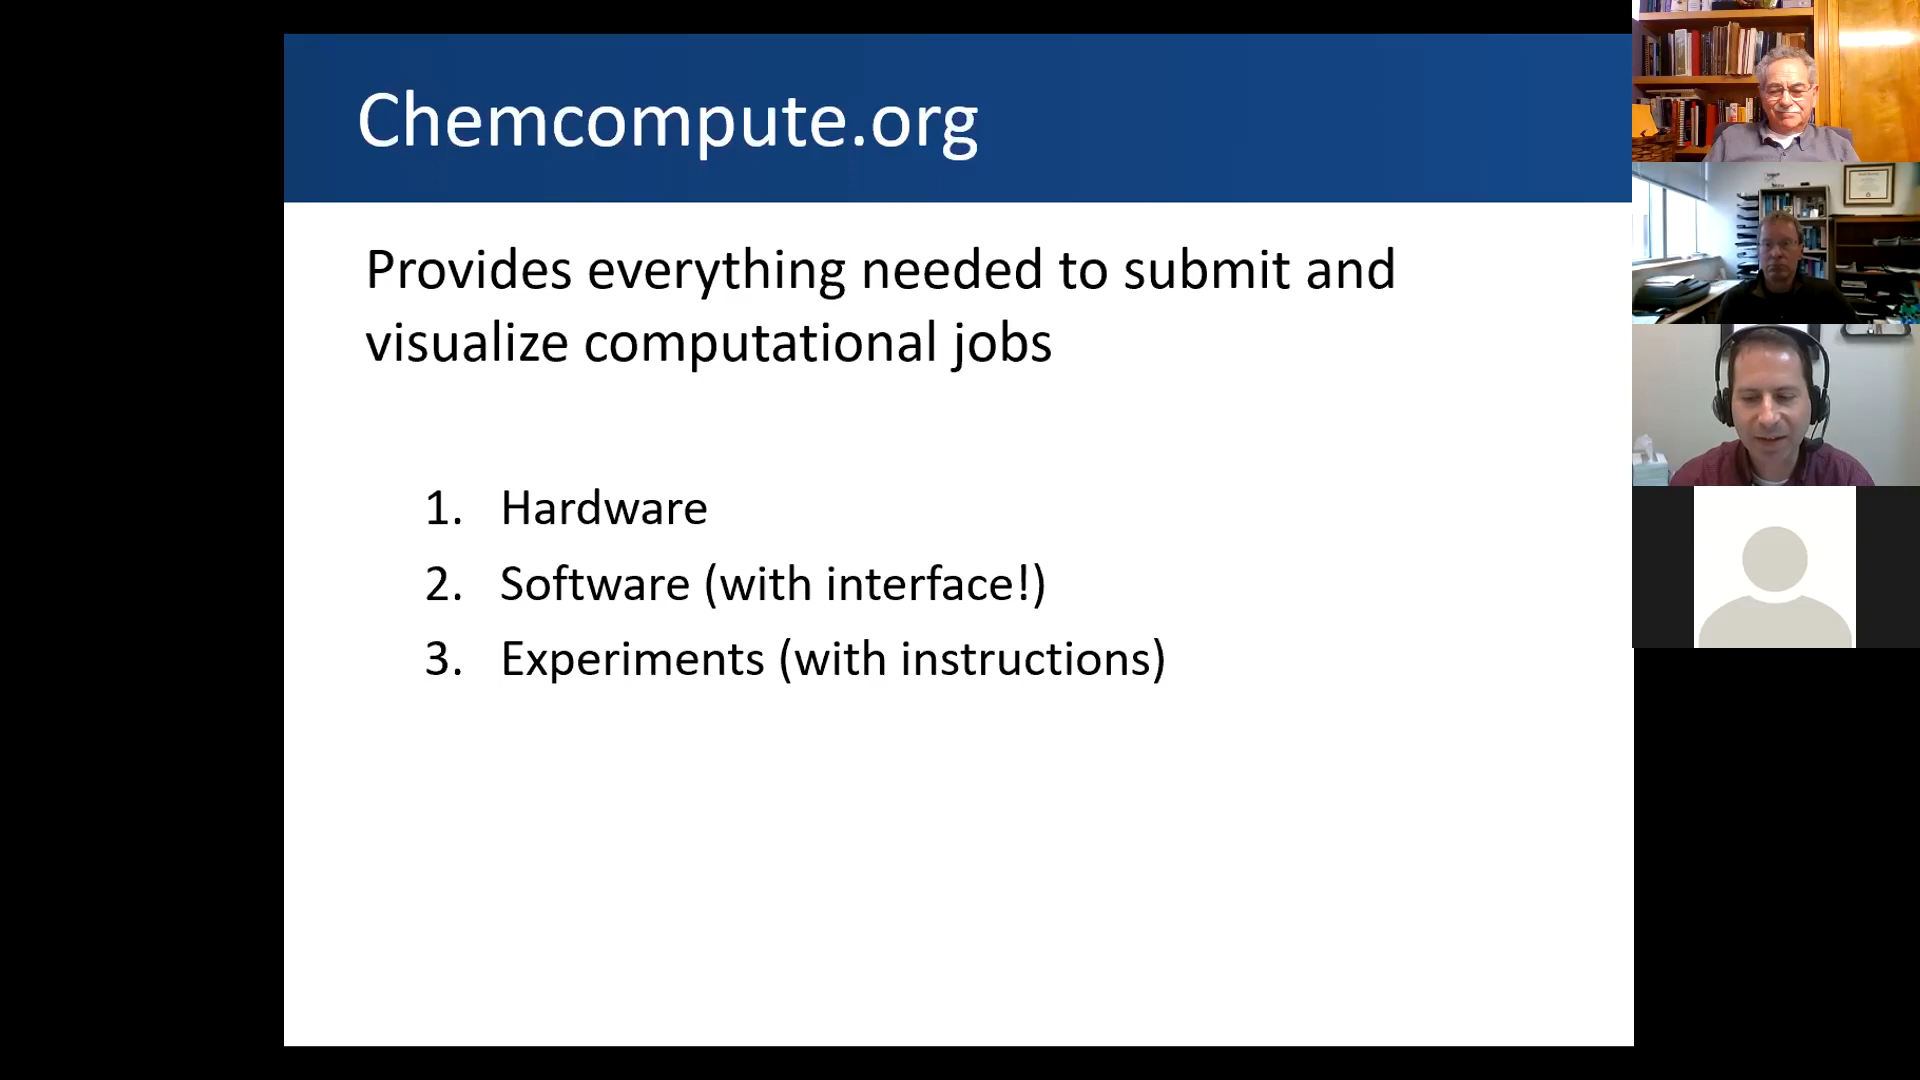 Chemcompute.org
Provides everything needed to submit and
visualize computational jobs
1. Hardware
2. Software (with interface!)
3. Experiments (with instructions)